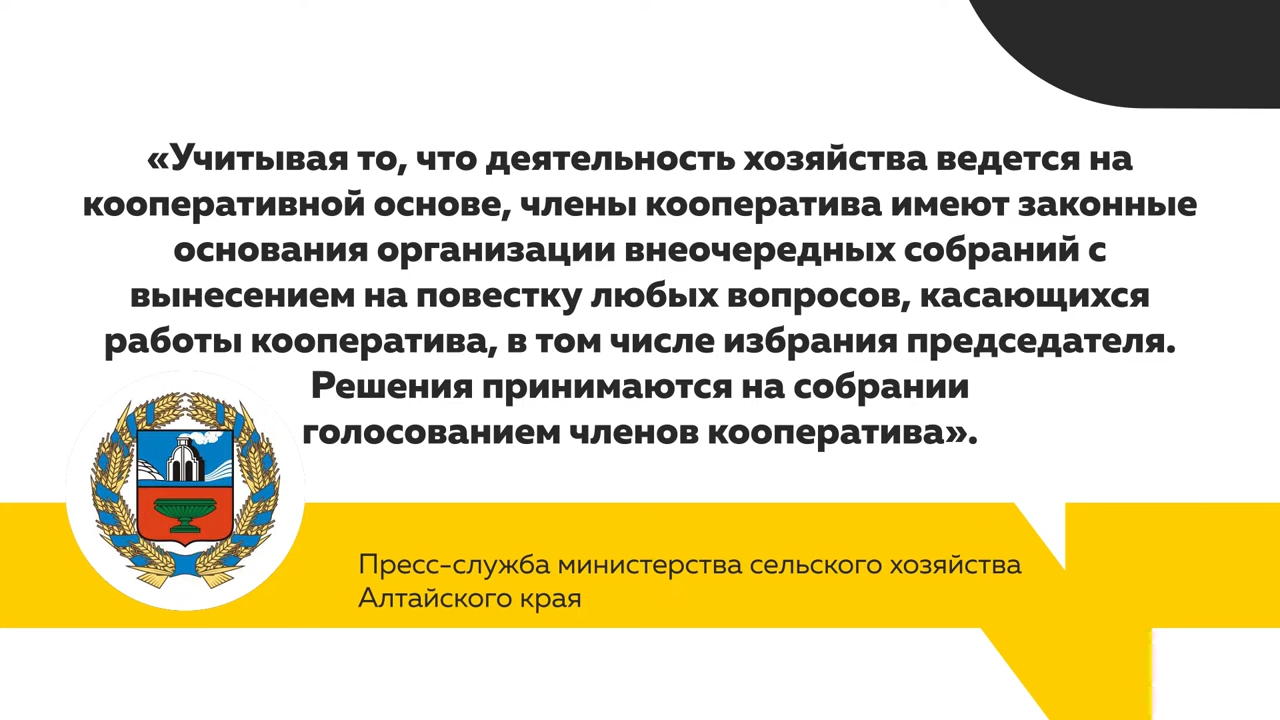 «Учитывая то, что деятельность хозяйства ведется на
кооперативной основе, члены кооператива имеют законные
основания организации внеочередных собраний с
вынесением на повестку любых вопросов, касающихся
работы кооператива, в том числе избрания председателя.
Решения принимаются на собрании
голосованием членов кооператива».
Пресс-служба министерства сельского хозяйства
Алтайского края